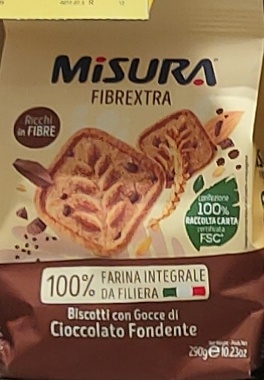 MiSURA
FIBREXTRA
Ricchi
in FIBRE
confezione
100%
RACCOLTA CARTA
certificata
FSC
100% FARINA INTEGRALE
DA FILIERA
Biscotti con Gocce di
Cioccolato Fondente
290g e 10.23oz